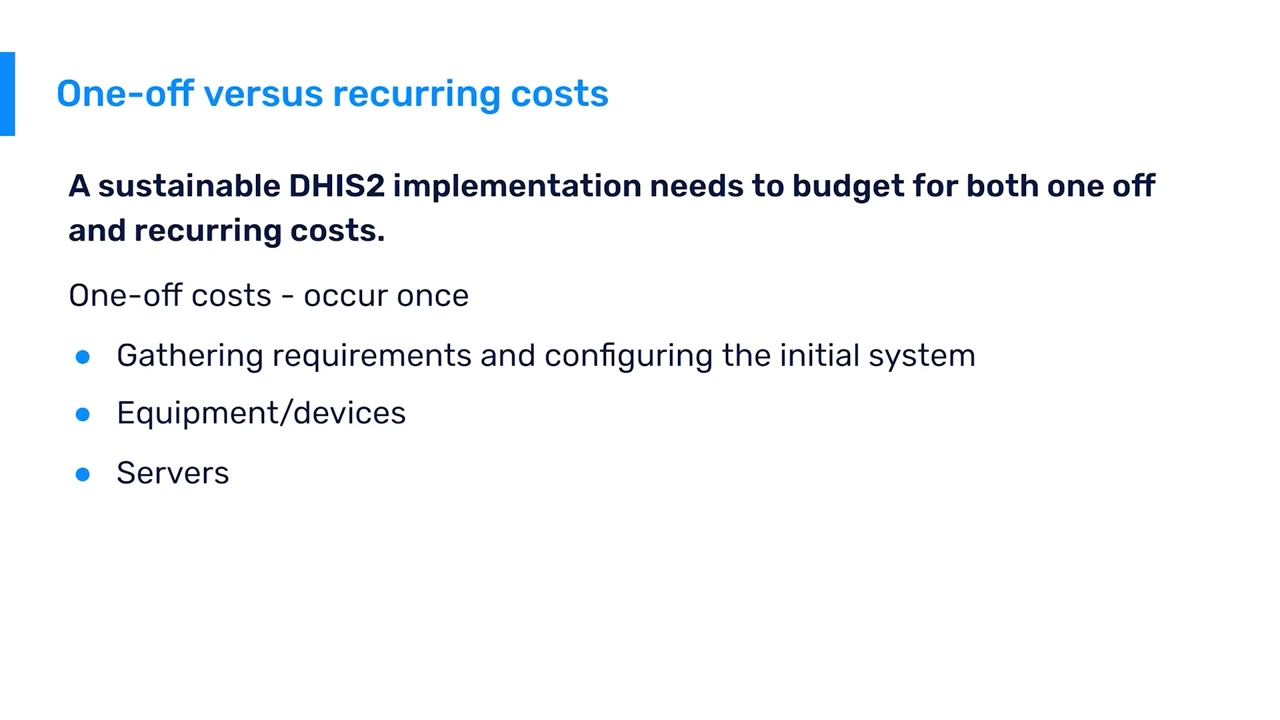 One-off versus recurring costs
A sustainable DHIS2 implementation needs to budget for both one off
and recurring costs.
One-off costs - occur once
● Gathering requirements and configuring the initial system
● Equipment/devices
● Servers